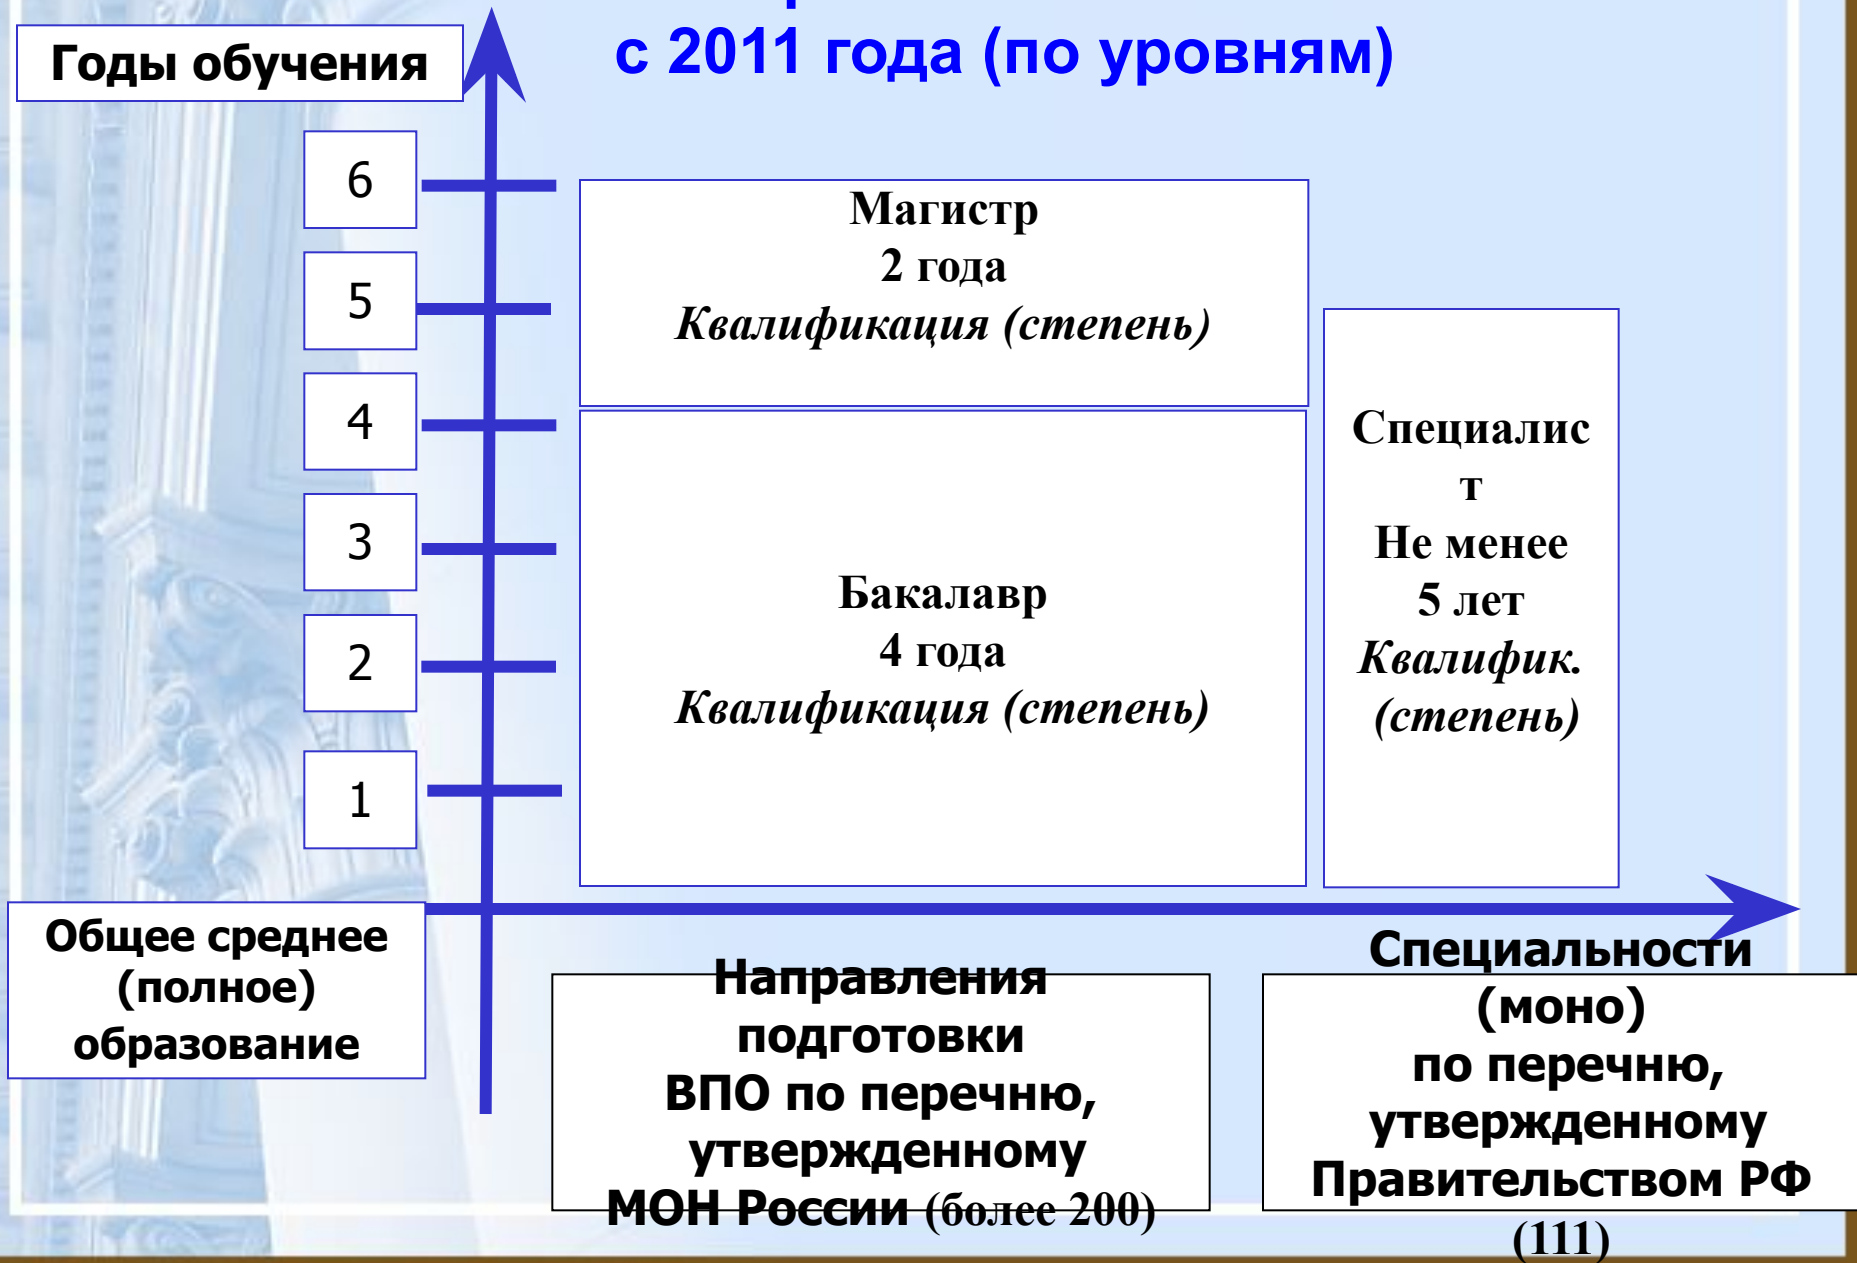 с 2011 года (по уровням)
Годы обучения
6
5
4
3
2
1
Магистр
2 года
Квалификация (степень)
Бакалавр
4 года
Квалификация (степень)
Специалис
т
Не менее
5 лет
Квалифик.
(степень)
Общее среднее
(полное)
образование
Направления
подготовки
ВПО по перечню,
утвержденному
МОН России (более 200)
Специальности
(моно)
по перечню,
утвержденному
Правительством РФ
(111)